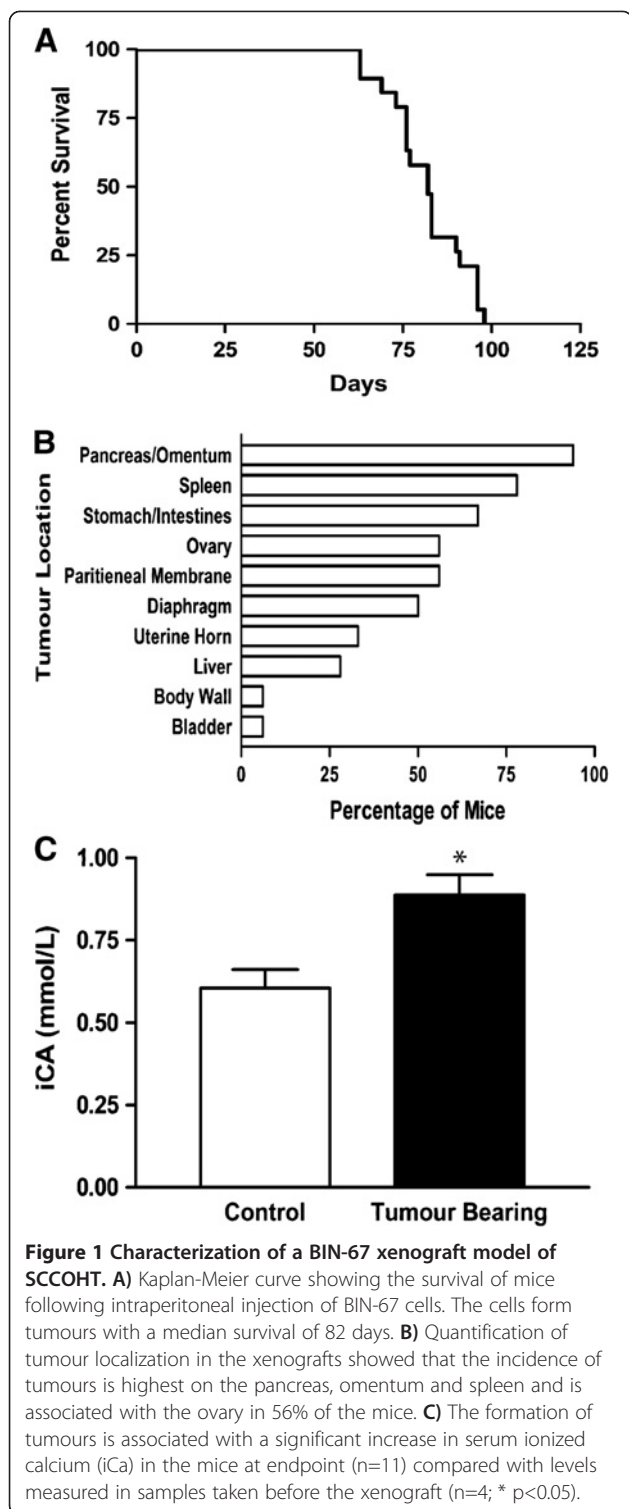 A
Percent Survival
100
75
50
25
0
0 25 50 75 100 125
Days
B
Tumour Location
Pancreas/Omentum
Spleen
Stomach/Intestines
Ovary
Paritieneal Membrane
Diaphragm
Uterine Horn
Liver
Body Wall
Bladder
0 25 50 75 100
Percentage of Mice
C
iCA (mmol/L)
1.00
0.75
0.50
0.25
0.00
*
Control Tumour Bearing
Figure 1 Characterization of a BIN-67 xenograft model of
SCCOHT. A) Kaplan-Meier curve showing the survival of mice
following intraperitoneal injection of BIN-67 cells. The cells form
tumours with a median survival of 82 days. B) Quantification of
tumour localization in the xenografts showed that the incidence of
tumours is highest on the pancreas, omentum and spleen and is
associated with the ovary in 56% of the mice. C) The formation of
tumours is associated with a significant increase in serum ionized
calcium (iCa) in the mice at endpoint (n=11) compared with levels
measured in samples taken before the xenograft (n=4; * p<0.05).